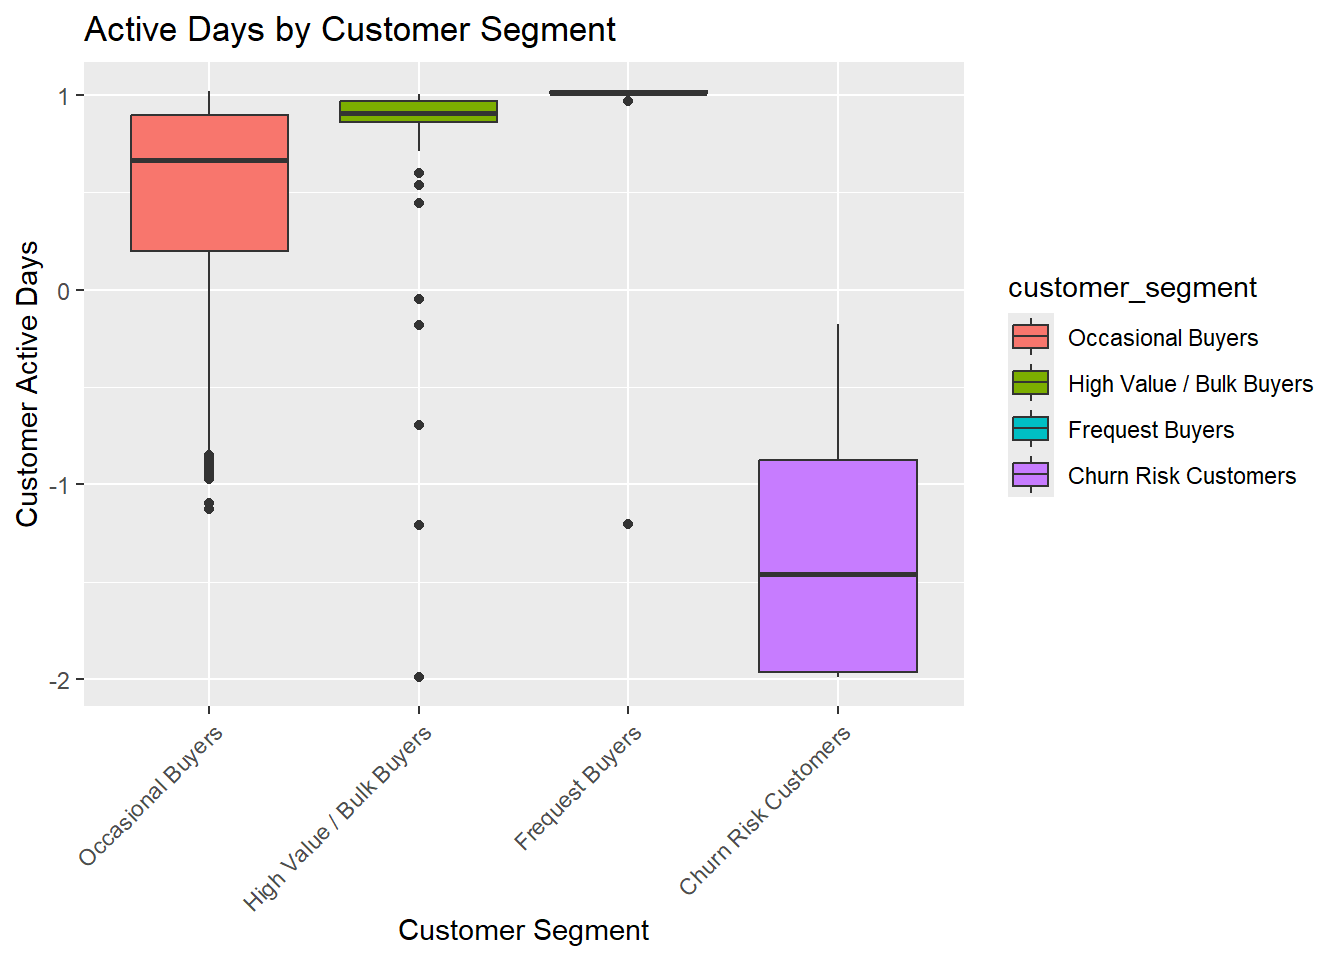 Active Days by Customer Segment
Customer Active Days
1
0
-1
-2
Occasional Buyers
High Value / Bulk Buyers
Frequest Buyers
Churn Risk Customers
Customer Segment
customer_segment
Occasional Buyers
High Value / Bulk Buyers
Frequest Buyers
Churn Risk Customers